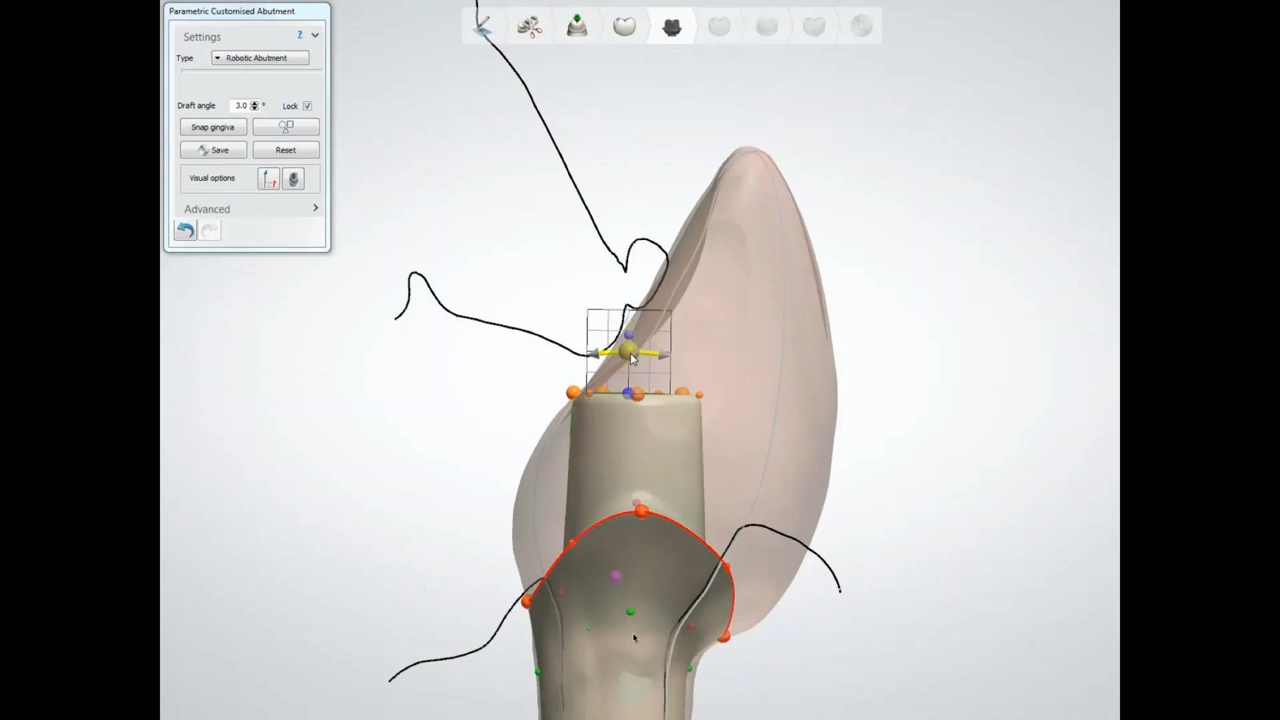 Parametric Customised Abutment
Settings ?
Type Robotic Abutment
Draft angle 3.0 ° Lock
Snap gingiva
Save Reset
Visual options
Advanced